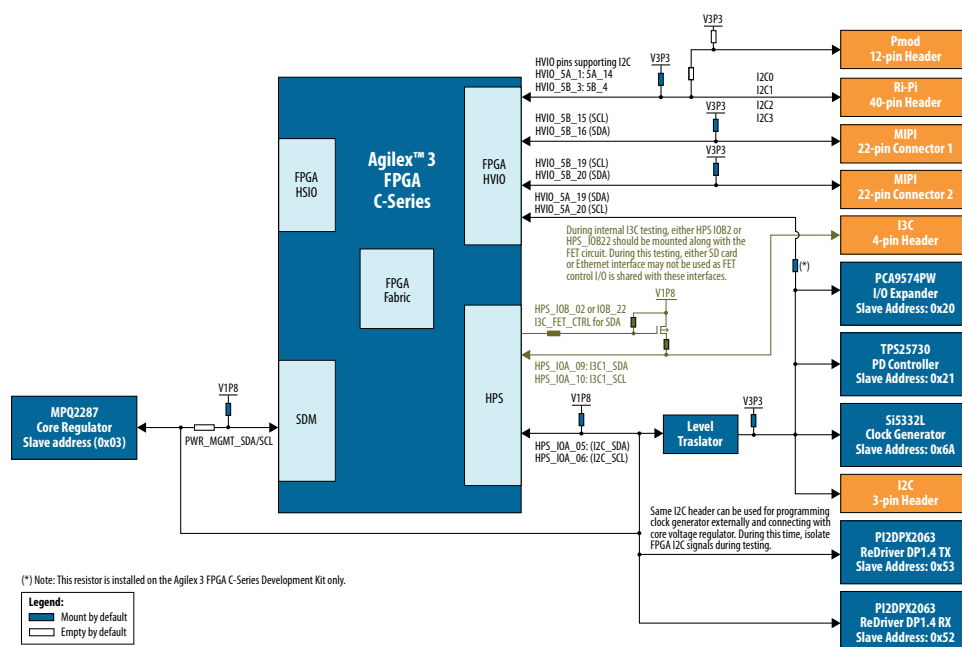 V3P3
Pmod
12-pin Header
HVIO pins supporting I2C
HVIO_5A_1: 5A_14
HVIO_5B_3: 5B_4
V3P3
I2C0
I2C1
I2C2
I2C3
Ri-Pi
40-pin Header
HVIO_5B_15 (SCL)
HVIO_5B_16 (SDA)
V3P3
MIPI
22-pin Connector 1
HVIO_5B_19 (SCL)
HVIO_5B_20 (SDA)
V3P3
MIPI
22-pin Connector 2
HVIO_5A_19 (SDA)
HVIO_5A_20 (SCL)
Agilex™ 3
FPGA
C-Series
FPGA
HSIO
FPGA
HVIO
FPGA
Fabric
During internal I3C testing, either HPS IOB2 or
HPS_IOB22 should be mounted along with the
FET circuit. During this testing, either SD card
or Ethernet interface may not be used as FET
control I/O is shared with these interfaces.
I3C
4-pin Header
(*)
PCA9574PW
I/O Expander
Slave Address: 0x20
HPS_IOB_02 or IOB_22
I3C_FET_CTRL for SDA
V1P8
HPS_IOA_09: I3C1_SDA
HPS_IOA_10: I3C1_SCL
TPS25730
PD Controller
Slave Address: 0x21
MPQ2287
Core Regulator
Slave address (0x03)
V1P8
PWR_MGMT_SDA/SCL
SDM
HPS
V1P8
HPS_IOA_05: (I2C_SDA)
HPS_IOA_06: (I2C_SCL)
Level
Traslator
V3P3
Si5332L
Clock Generator
Slave Address: 0x6A
I2C
3-pin Header
Same I2C header can be used for programming
clock generator externally and connecting with
core voltage regulator. During this time, isolate
FPGA I2C signals during testing.
PI2DPX2063
ReDriver DP1.4 TX
Slave Address: 0x53
PI2DPX2063
ReDriver DP1.4 RX
Slave Address: 0x52
(*) Note: This resistor is installed on the Agilex 3 FPGA C-Series Development Kit only.
Legend:
Mount by default
Empty by default